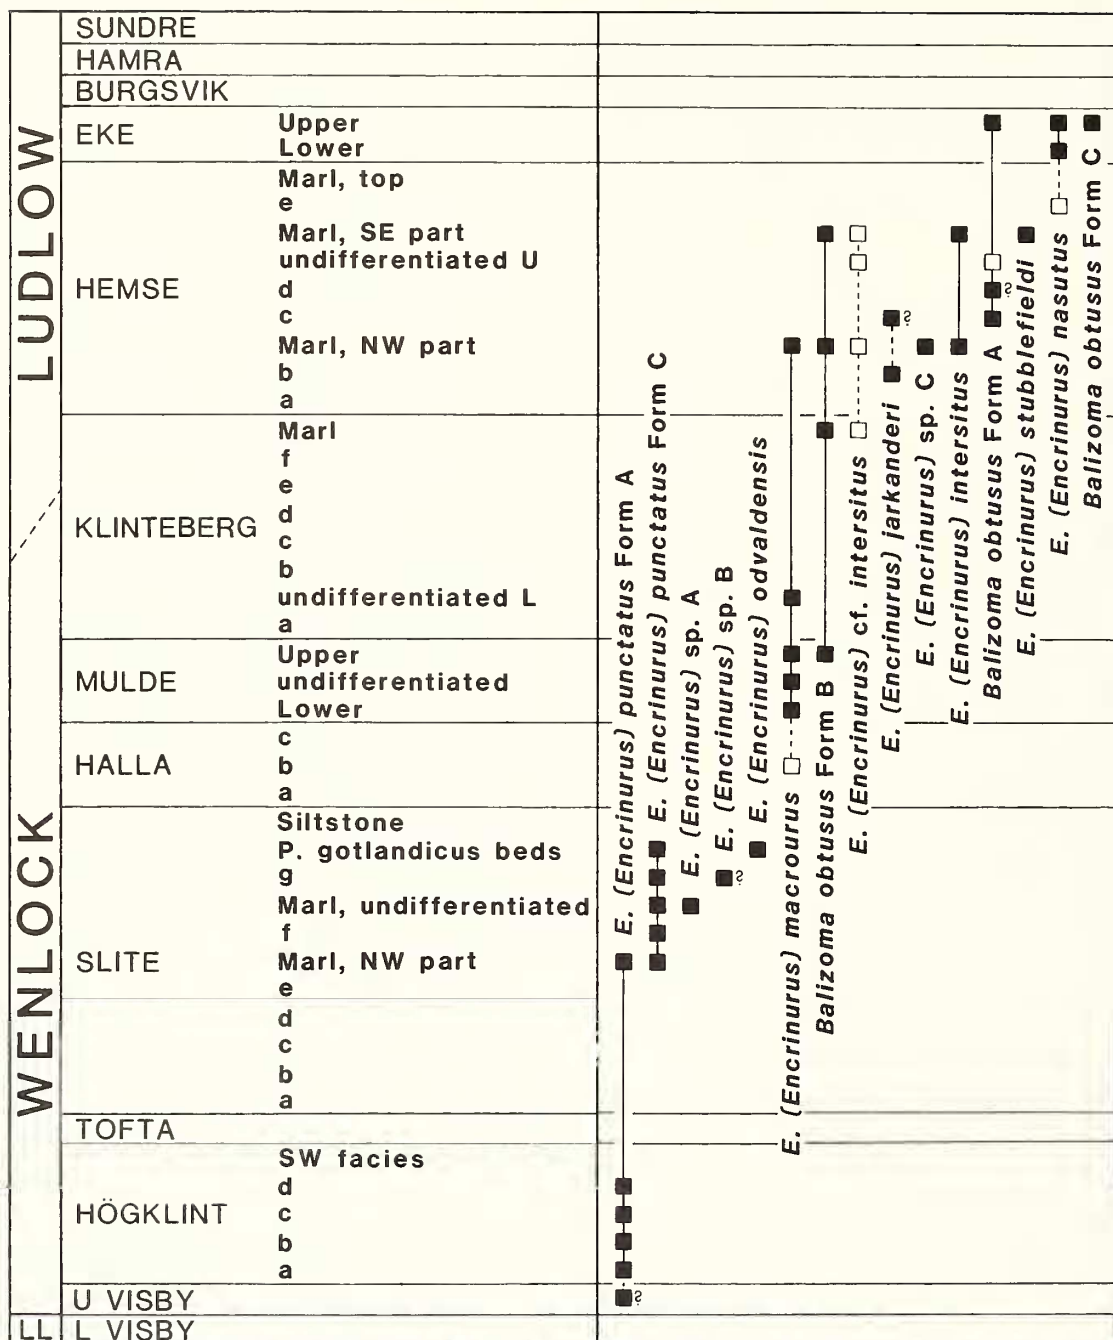 LUDLOW
WENLOCK
LL
SUNDRE
HAMRA
BURGSVIK
EKE
Upper
Lower
HEMSE
Marl, top
e
Marl, SE part
undifferentiated U
d
c
Marl, NW part
b
a
KLINTEBERG
Marl
f
e
d
c
b
undifferentiated L
a
MULDE
Upper
undifferentiated
Lower
HALLA
c
b
a
SLITE
Siltstone
P. gotlandicus beds
g
Marl, undifferentiated
f
Marl, NW part
e
d
c
b
a
TOFTA
HÖGKLINT
SW facies
d
c
b
a
U VISBY
L VISBY
E. (Encrinurus) punctatus Form A
?
E. (Encrinurus) punctatus Form C
E. (Encrinurus) sp. A
E. (Encrinurus) sp. B
?
E. (Encrinurus) odvaldensis
E. (Encrinurus) macrourus
Balizoma obtusus Form B
E. (Encrinurus) cf. intersitus
E. (Encrinurus) jarkanderi
?
E. (Encrinurus) sp. C
E. (Encrinurus) intersitus
Balizoma obtusus Form A
?
E. (Encrinurus) stubblefieldi
E. (Encrinurus) nasutus
Balizoma obtusus Form C